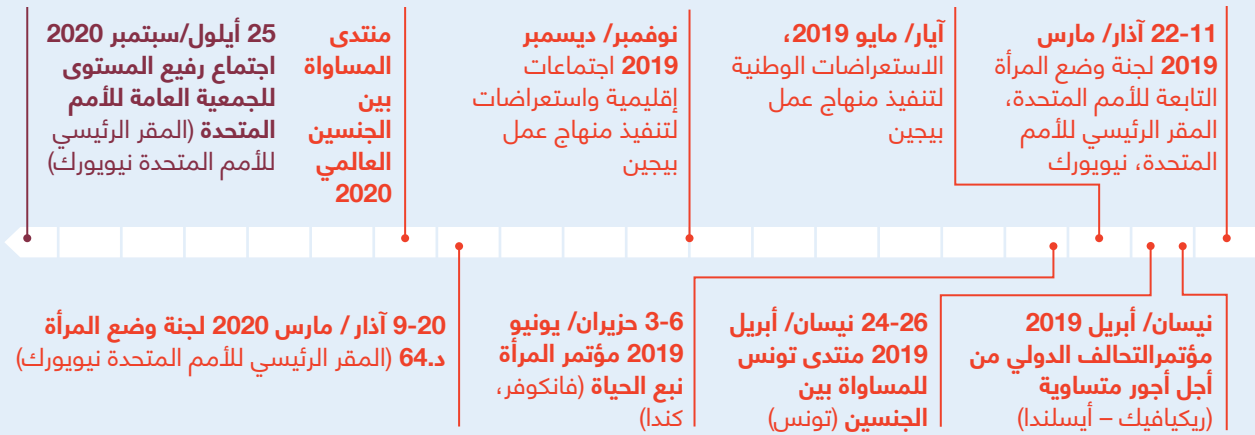 22-11 آذار/ مارس
2019 لجنة وضع المرأة
التابعة للأمم المتحدة،
المقر الرئيسي للأمم
المتحدة، نيويورك
آيار/ مايو 2019،
الاستعراضات الوطنية
لتنفيذ منهاج عمل
بيجين
نوفمبر/ ديسمبر
2019 اجتماعات
إقليمية واستعراضات
لتنفيذ منهاج عمل
بيجين
منتدى
المساواة
بين
الجنسين
العالمي
2020
25 أيلول/سبتمبر 2020
اجتماع رفيع المستوى
للجمعية العامة للأمم
المتحدة (المقر الرئيسي
للأمم المتحدة نيويورك)
نيسان/ أبريل 2019
مؤتمرالتحالف الدولي من
أجل أجور متساوية
(ريكيافيك – أيسلندا)
24-26 نيسان/ أبريل
2019 منتدى تونس
للمساواة بين
الجنسين (تونس)
3-6 حزيران/ يونيو
2019 مؤتمر المرأة
نبع الحياة (فانكوفر،
كندا)
9-20 آذار/ مارس 2020 لجنة وضع المرأة
د.64 (المقر الرئيسي للأمم المتحدة نيويورك)